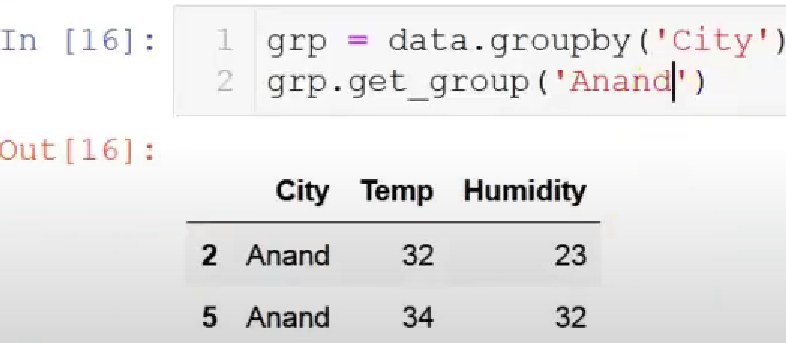 In [16]: 1 grp = data.groupby('City')
2 grp.get_group('Anand')
Out[16]:
City Temp Humidity
2 Anand 32 23
5 Anand 34 32